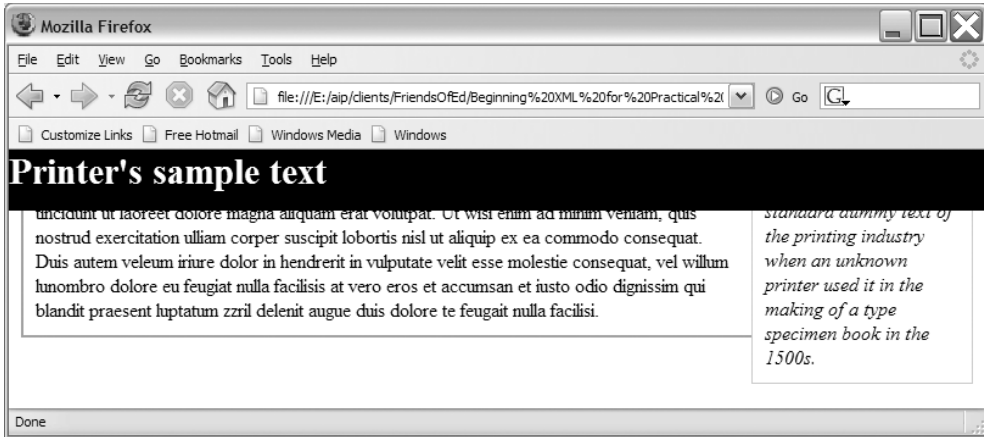 Mozilla Firefox
File Edit View Go Bookmarks Tools Help
file:///E:/aip/clients/FriendsOfEd/Beginning%20XML%20for%20Practical%20 Go G
Customize Links Free Hotmail Windows Media Windows
Printer's sample text
tincidunt ut laoreet dolore magna aliquam erat volutpat. Ut wisi enim ad minim veniam, quis
nostrud exercitation ulliam corper suscipit lobortis nisl ut aliquip ex ea commodo consequat.
Duis autem veleum iriure dolor in hendrerit in vulputate velit esse molestie consequat, vel willum
lunombro dolore eu feugiat nulla facilisis at vero eros et accumsan et iusto odio dignissim qui
blandit praesent luptatum zzril delenit augue duis dolore te feugait nulla facilisi.
standard dummy text of
the printing industry
when an unknown
printer used it in the
making of a type
specimen book in the
1500s.
Done